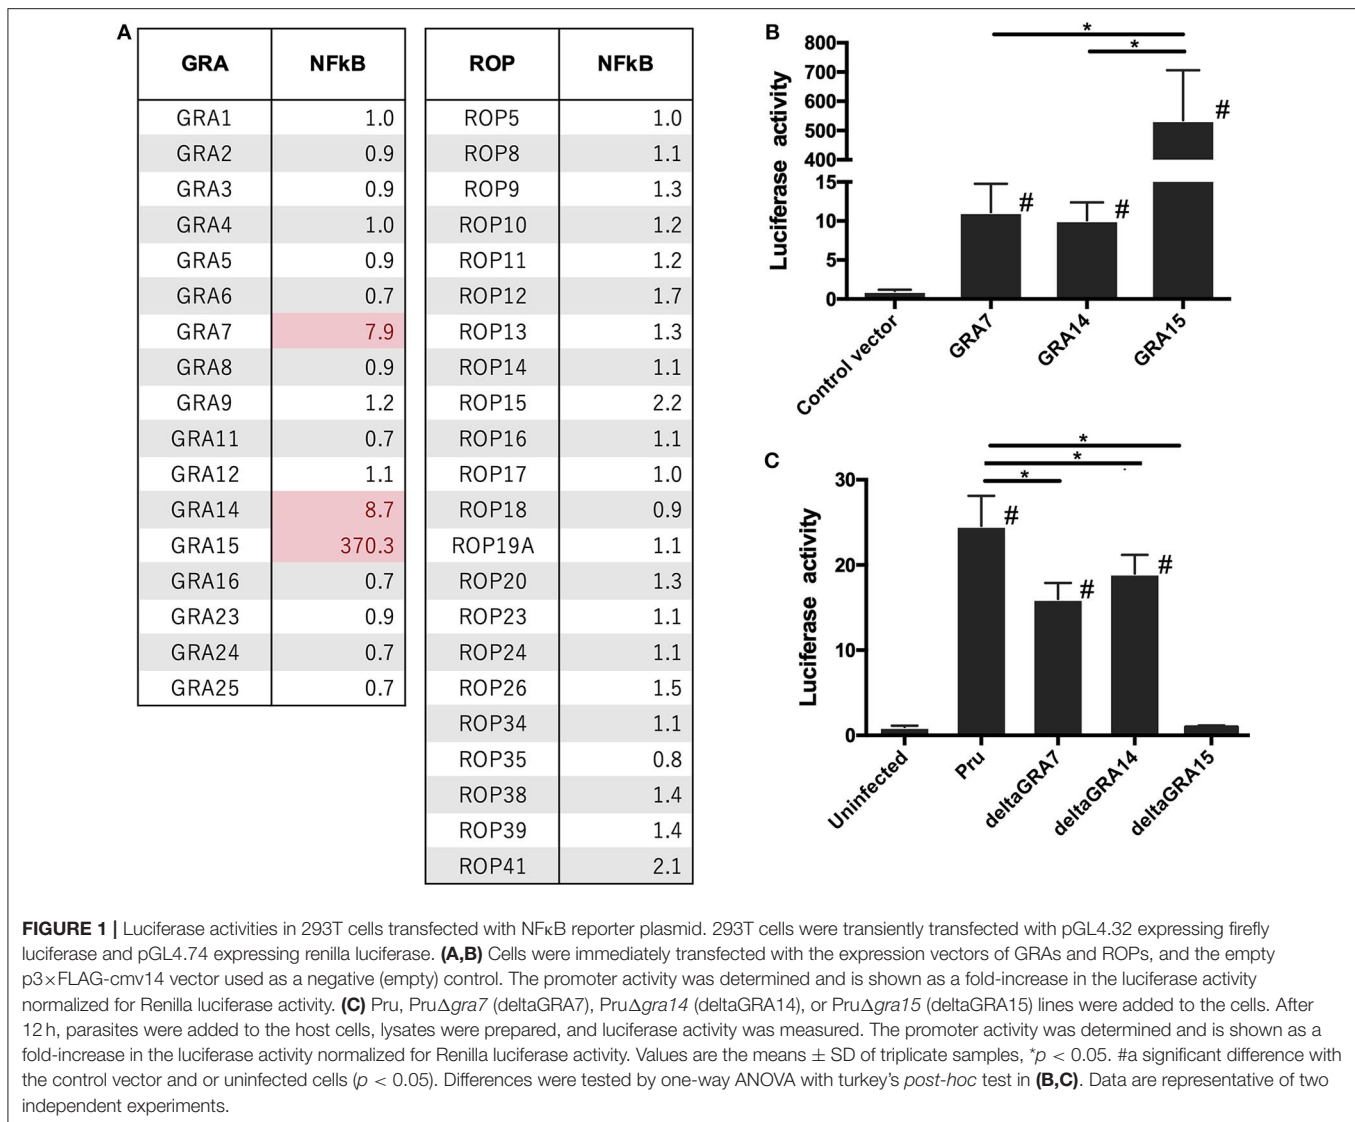 A
GRA NFkB
GRA1 1.0
GRA2 0.9
GRA3 0.9
GRA4 1.0
GRA5 0.9
GRA6 0.7
GRA7 7.9
GRA8 0.9
GRA9 1.2
GRA11 0.7
GRA12 1.1
GRA14 8.7
GRA15 370.3
GRA16 0.7
GRA23 0.9
GRA24 0.7
GRA25 0.7
ROP NFkB
ROP5 1.0
ROP8 1.1
ROP9 1.3
ROP10 1.2
ROP11 1.2
ROP12 1.7
ROP13 1.3
ROP14 1.1
ROP15 2.2
ROP16 1.1
ROP17 1.0
ROP18 0.9
ROP19A 1.1
ROP20 1.3
ROP23 1.1
ROP24 1.1
ROP26 1.5
ROP34 1.1
ROP35 0.8
ROP38 1.4
ROP39 1.4
ROP41 2.1
B
Luciferase activity
800
700
600
500
400
15
10
5
0
*
*
#
#
#
Control vector
GRA7
GRA14
GRA15
C
Luciferase activity
30
20
10
0
*
*
*
#
#
#
Uninfected
Pru
deltaGRA7
deltaGRA14
deltaGRA15
FIGURE 1 | Luciferase activities in 293T cells transfected with NFκB reporter plasmid. 293T cells were transiently transfected with pGL4.32 expressing firefly
luciferase and pGL4.74 expressing renilla luciferase. (A,B) Cells were immediately transfected with the expression vectors of GRAs and ROPs, and the empty
p3×FLAG-cmv14 vector used as a negative (empty) control. The promoter activity was determined and is shown as a fold-increase in the luciferase activity
normalized for Renilla luciferase activity. (C) Pru, PruΔgra7 (deltaGRA7), PruΔgra14 (deltaGRA14), or PruΔgra15 (deltaGRA15) lines were added to the cells. After
12 h, parasites were added to the host cells, lysates were prepared, and luciferase activity was measured. The promoter activity was determined and is shown as a
fold-increase in the luciferase activity normalized for Renilla luciferase activity. Values are the means ± SD of triplicate samples, *p < 0.05. #a significant difference with
the control vector and or uninfected cells (p < 0.05). Differences were tested by one-way ANOVA with turkey's post-hoc test in (B,C). Data are representative of two
independent experiments.